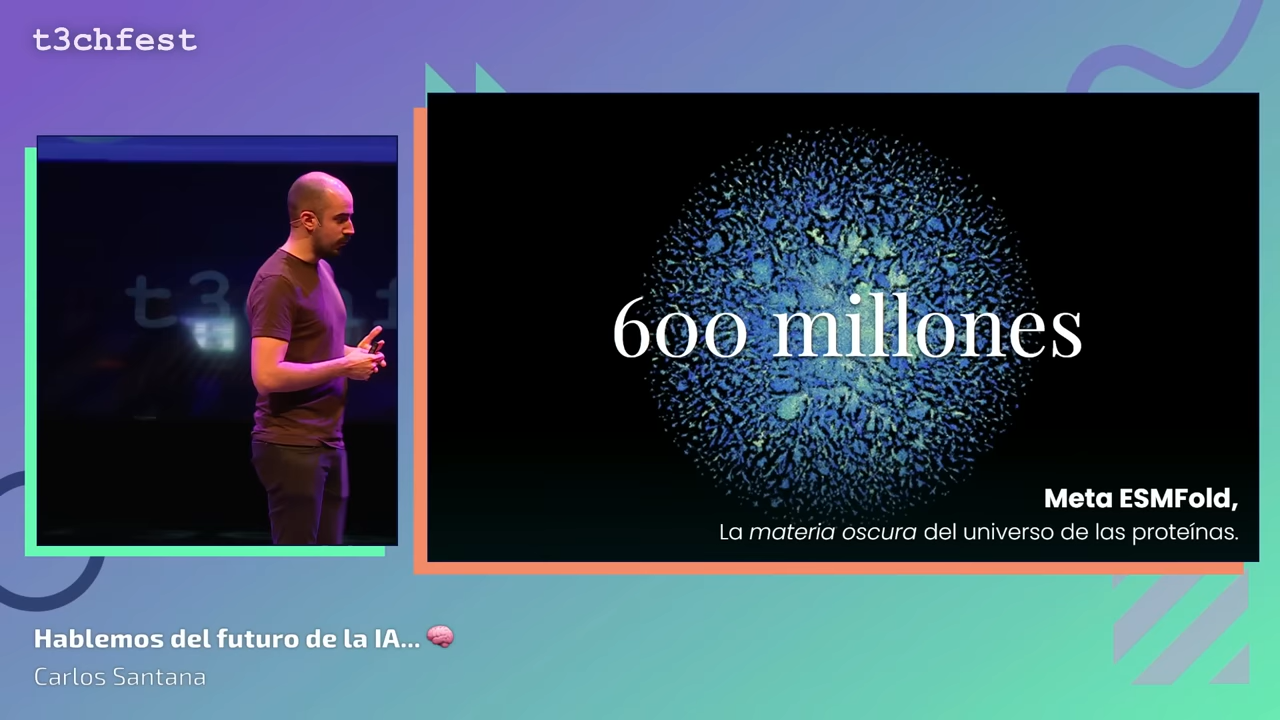 t3chfest
600 millones
Meta ESMFold,
La materia oscura del universo de las proteínas.
Hablemos del futuro de la IA...
Carlos Santana